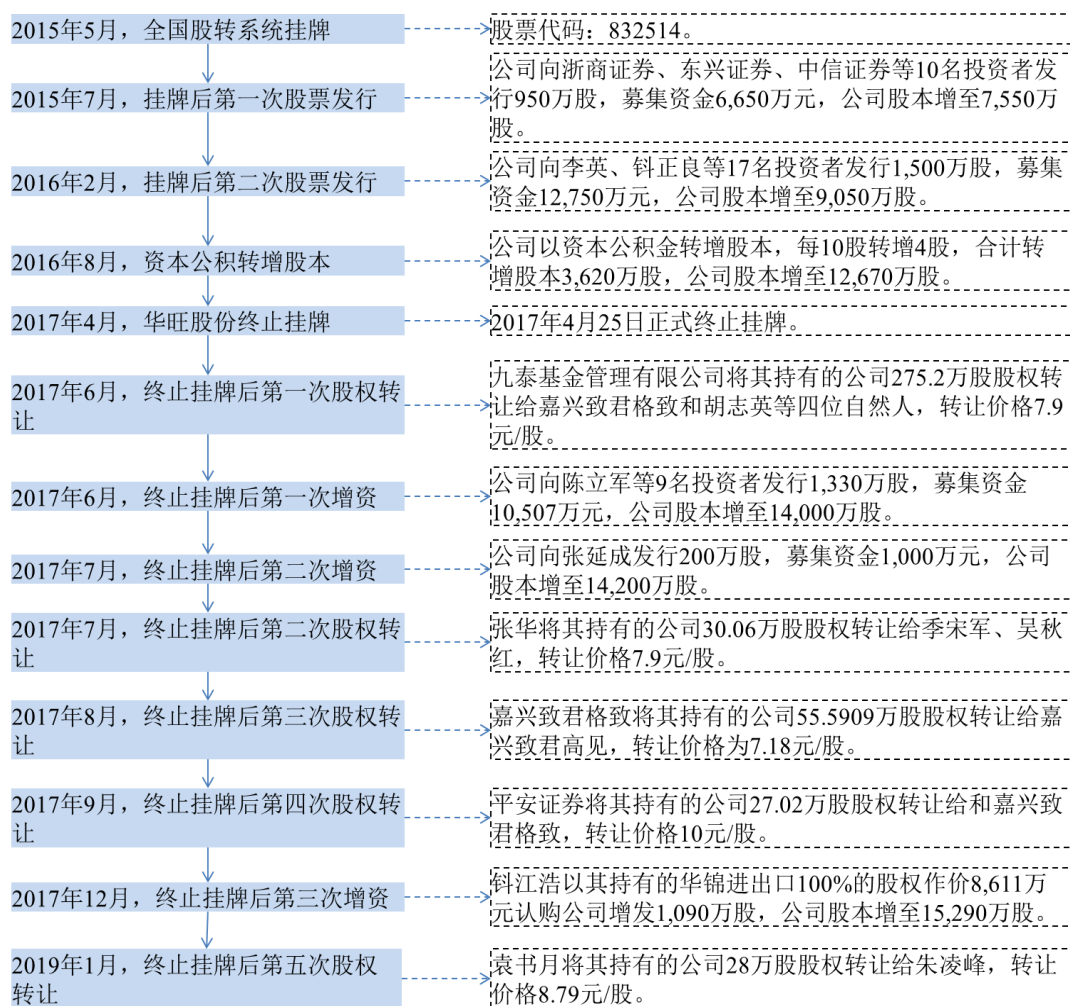 2015年5月，全国股转系统挂牌
股票代码：832514。
2015年7月，挂牌后第一次股票发行
公司向浙商证券、东兴证券、中信证券等10名投资者发
行950万股，募集资金6,650万元，公司股本增至7,550万
股。
2016年2月，挂牌后第二次股票发行
公司向李英、钭正良等17名投资者发行1,500万股，募集
资金12,750万元，公司股本增至9,050万股。
2016年8月，资本公积转增股本
公司以资本公积金转增股本，每10股转增4股，合计转
增股本3,620万股，公司股本增至12,670万股。
2017年4月，华旺股份终止挂牌
2017年4月25日正式终止挂牌。
2017年6月，终止挂牌后第一次股权转
让
九泰基金管理有限公司将其持有的公司275.2万股股权转
让给嘉兴致君格致和胡志英等四位自然人，转让价格7.9
元/股。
2017年6月，终止挂牌后第一次增资
公司向陈立军等9名投资者发行1,330万股，募集资金
10,507万元，公司股本增至14,000万股。
2017年7月，终止挂牌后第二次增资
公司向张延成发行200万股，募集资金1,000万元，公司
股本增至14,200万股。
2017年7月，终止挂牌后第二次股权转
让
张华将其持有的公司30.06万股股权转让给季宋军、吴秋
红，转让价格7.9元/股。
2017年8月，终止挂牌后第三次股权转
让
嘉兴致君格致将其持有的公司55.5909万股股权转让给嘉
兴致君高见，转让价格为7.18元/股。
2017年9月，终止挂牌后第四次股权转
让
平安证券将其持有的公司27.02万股股权转让给和嘉兴致
君格致，转让价格10元/股。
2017年12月，终止挂牌后第三次增资
钭江浩以其持有的华锦进出口100%的股权作价8,611万
元认购公司增发1,090万股，公司股本增至15,290万股。
2019年1月，终止挂牌后第五次股权
转让
袁书月将其持有的公司28万股股权转让给朱凌峰，转让
价格8.79元/股。